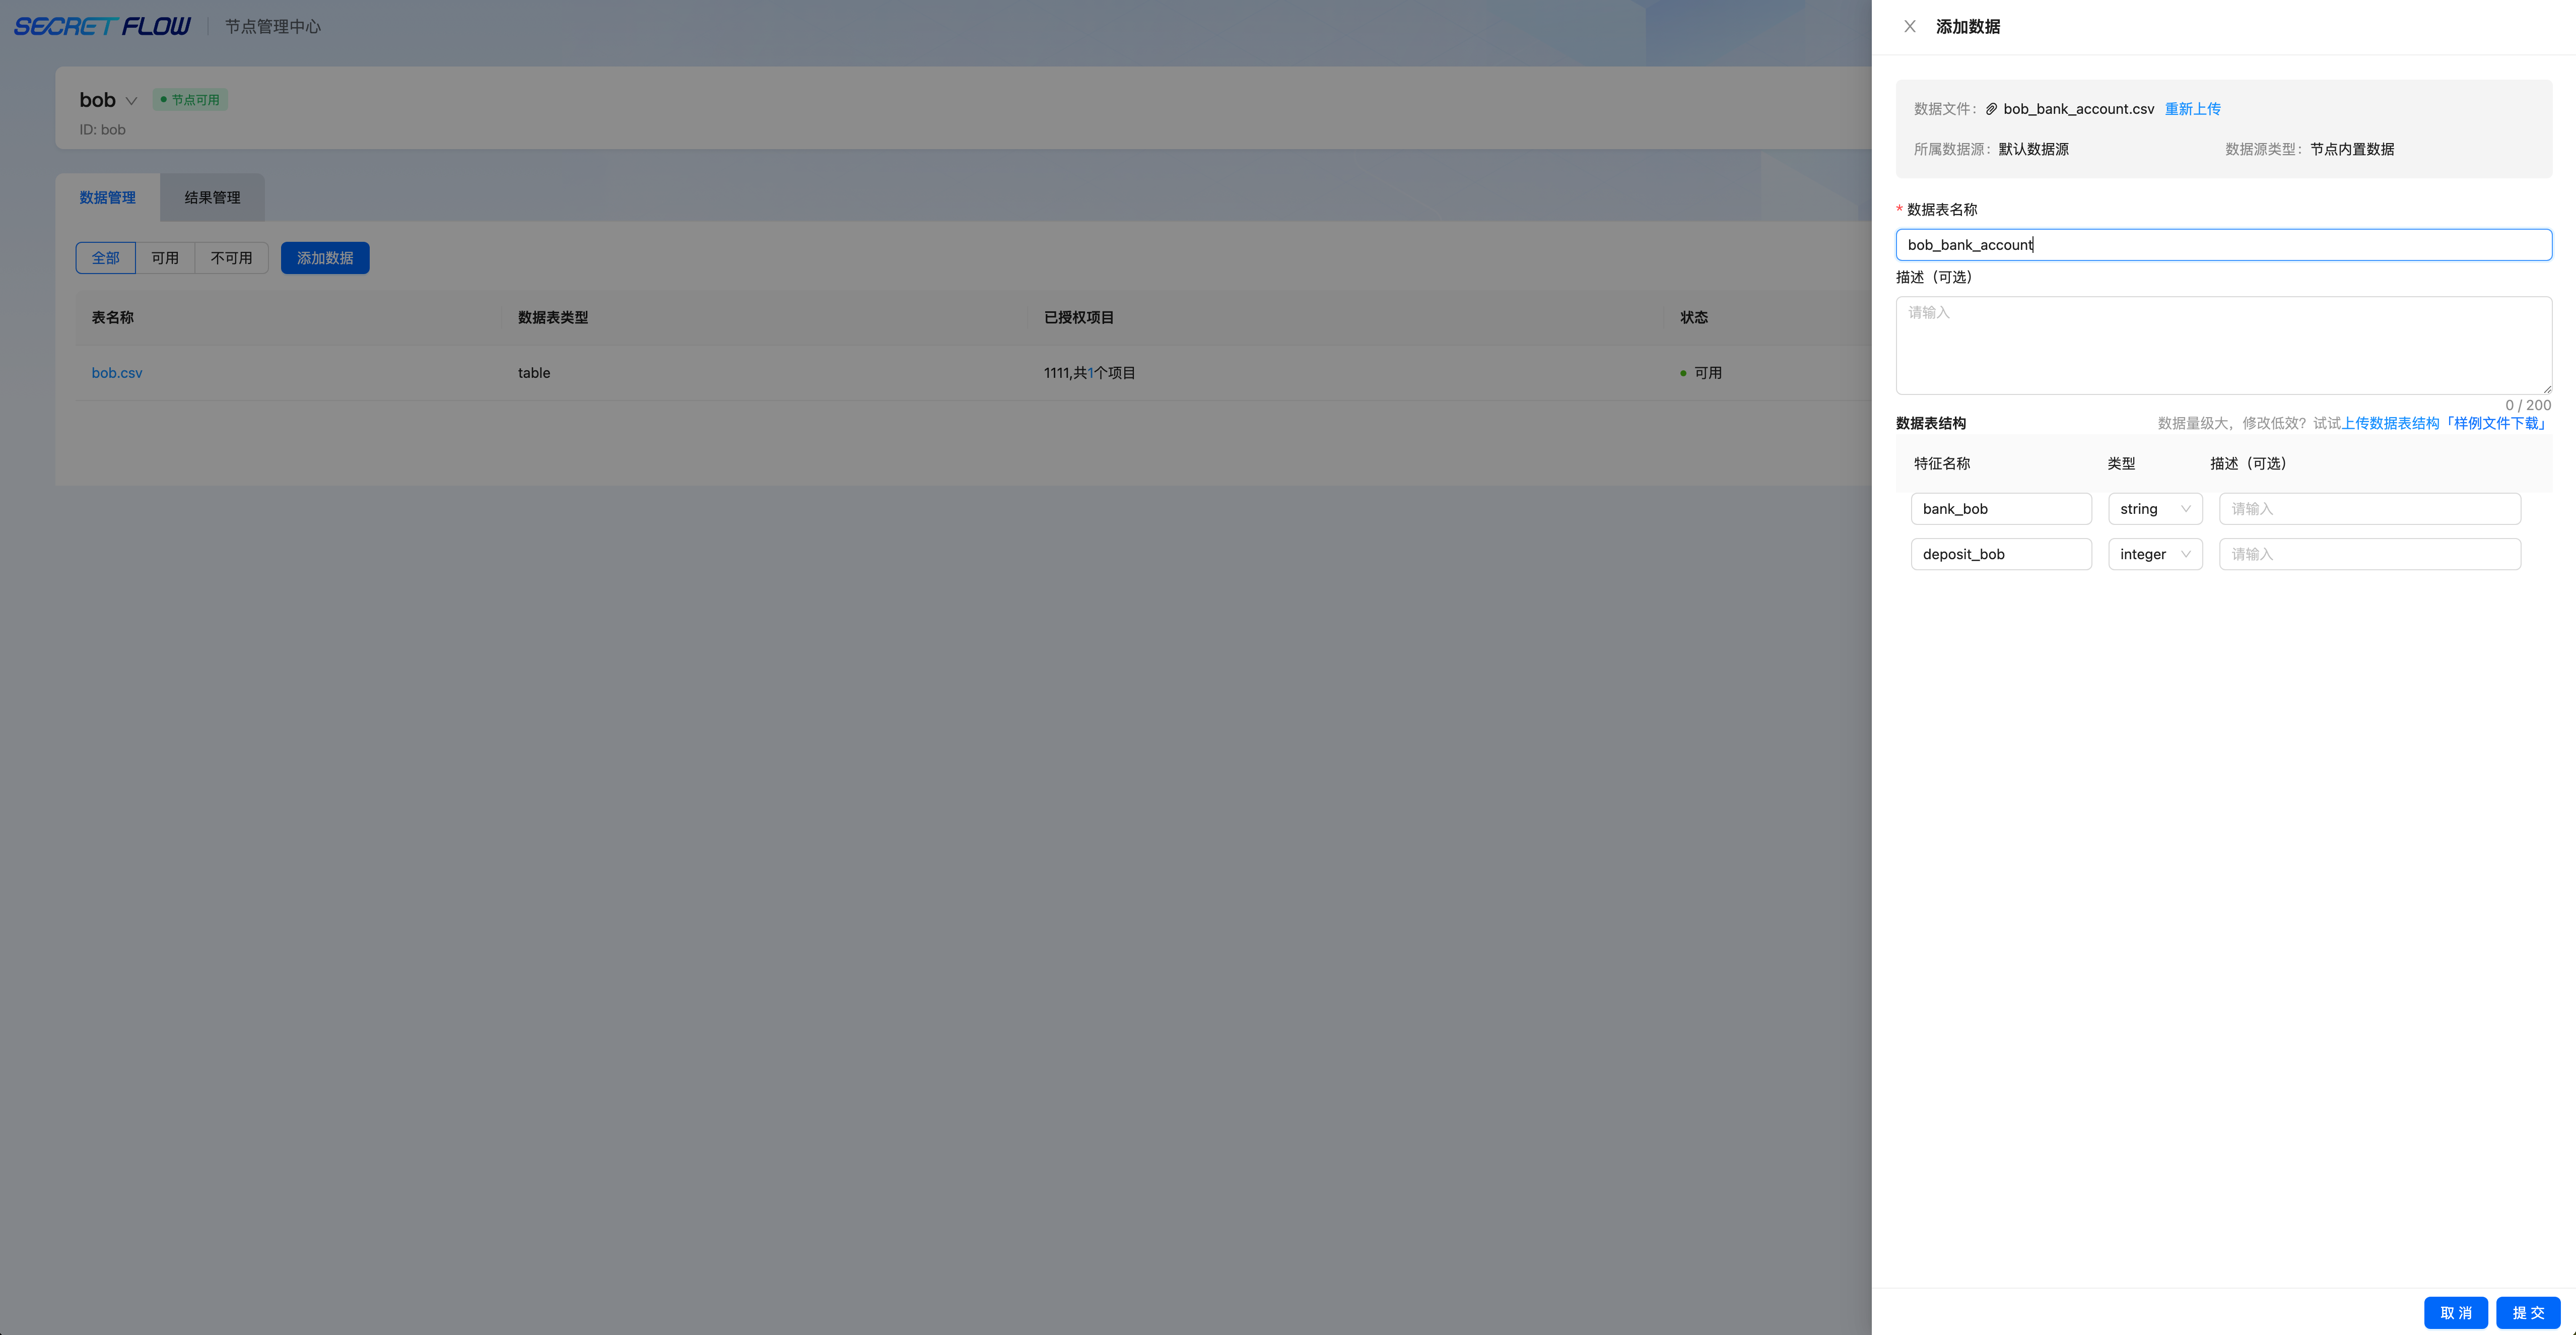 SECRET FLOW 节点管理中心
bob 节点可用
ID: bob
数据管理 结果管理
全部 可用 不可用 添加数据
表名称 数据表类型 已授权项目 状态
bob.csv table 1111,共1个项目 可用
添加数据
数据文件： bob_bank_account.csv 重新上传
所属数据源： 默认数据源 数据源类型： 节点内置数据
* 数据表名称
bob_bank_account
描述（可选）
请输入
0 / 200
数据表结构 数据量级大，修改低效？试试上传数据表结构「样例文件下载」
特征名称 类型 描述（可选）
bank_bob string 请输入
deposit_bob integer 请输入
取 消 提 交